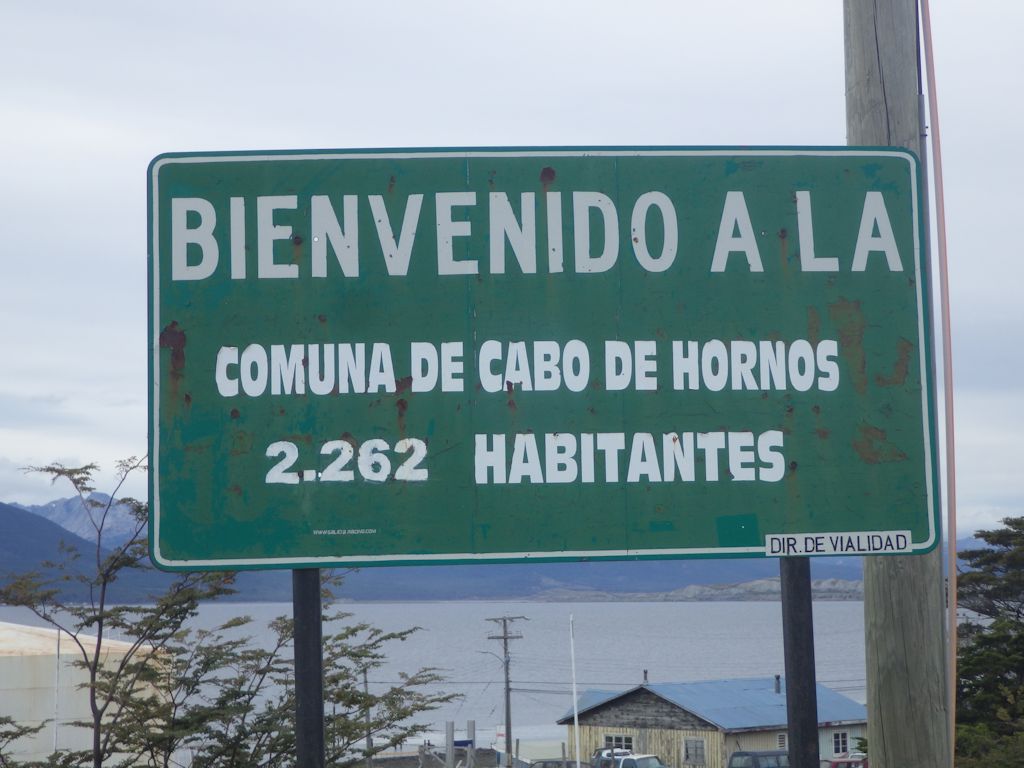 BIENVENIDO A LA
COMUNA DE CABO DE HORNOS
2.262 HABITANTES
DIR. DE VIALIDAD